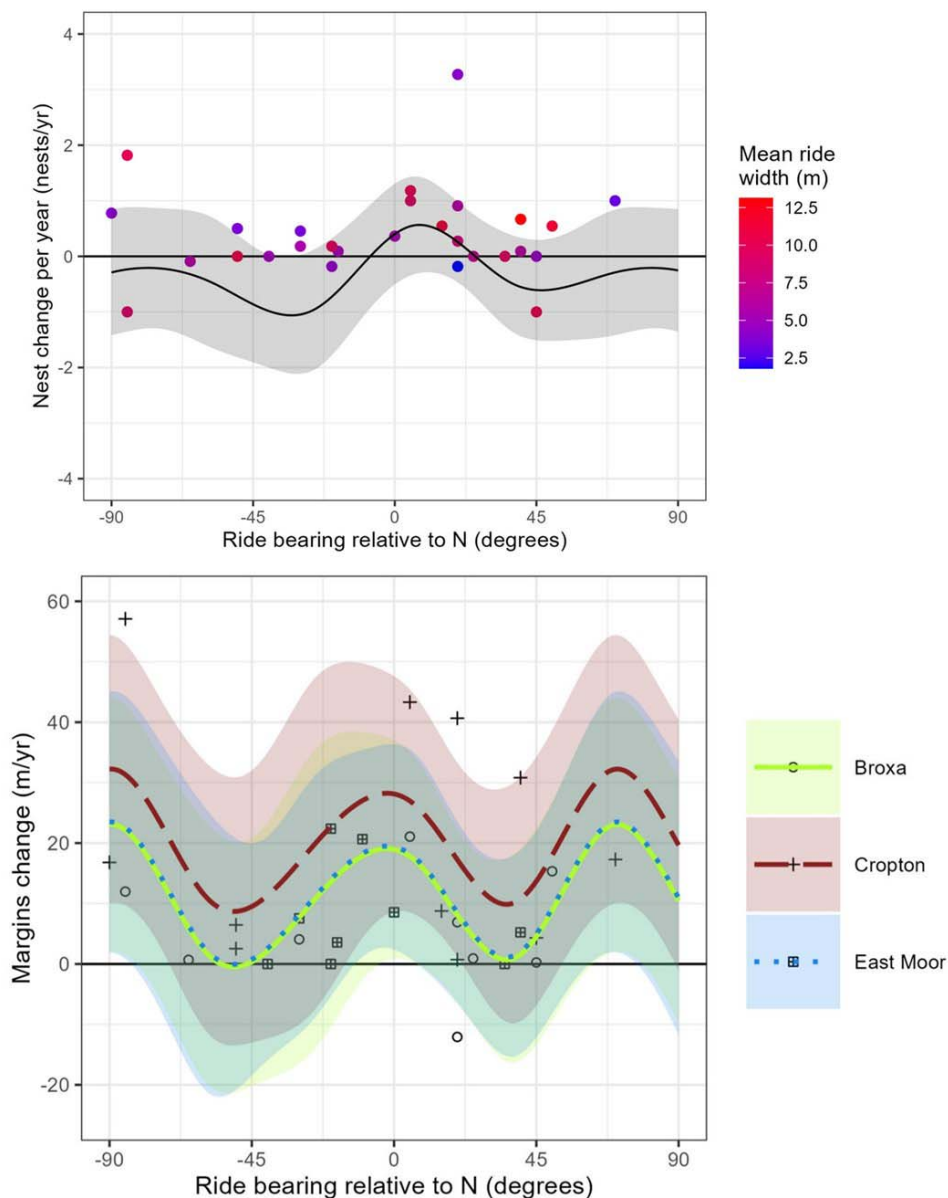 4
2
0
-2
-4
Nest change per year (nests/yr)
-90
-45
0
45
90
Ride bearing relative to N (degrees)
Mean ride
width (m)
12.5
10.0
7.5
5.0
2.5
60
40
20
0
-20
Margins change (m/yr)
-90
-45
0
45
90
Ride bearing relative to N (degrees)
Broxa
Cropton
East Moor